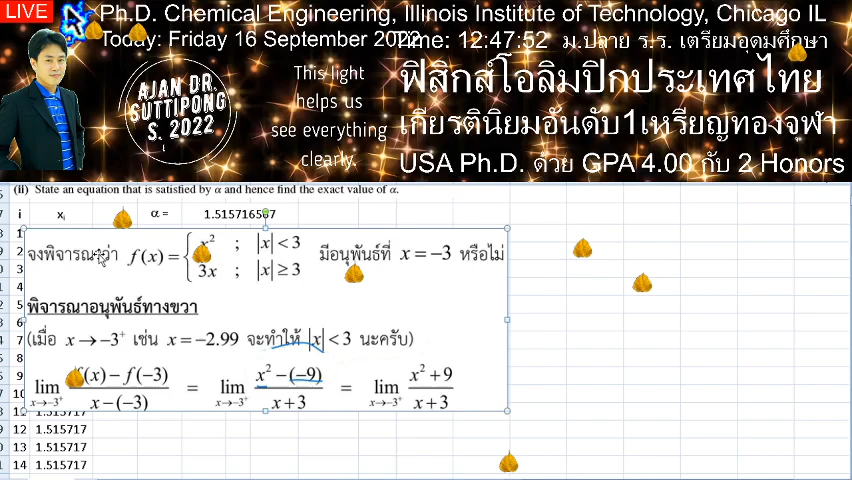 LIVE
Ph.D. Chemical Engineering, Illinois Institute of Technology, Chicago IL
Today: Friday 16 September 2022
Time: 12:47:52 ม.ปลาย ร.ร. เตรียมอุดมศึกษา
AJAN DR.
SUTTIPONG
S. 2022
This light
helps us
see everything
clearly.
ฟิสิกส์โอลิมปิกประเทศไทย
เกียรตินิยมอันดับ1เหรียญทองจุฬา
USA Ph.D. ด้วย GPA 4.00 กับ 2 Honors
(ii) State an equation that is satisfied by α and hence find the exact value of α.
i xᵢ α = 1.515716567
จงพิจารณาว่า f(x) = { x² ; |x| < 3
3x ; |x| ≥ 3
มีอนุพันธ์ที่ x = −3 หรือไม่
พิจารณาอนุพันธ์ทางขวา
(เมื่อ x → −3⁺ เช่น x = −2.99 จะทำให้ |x| < 3 นะครับ)
lim x→−3⁺ (f(x) − f(−3)) / (x − (−3)) = lim x→−3⁺ (x² − (−9)) / (x + 3) = lim x→−3⁺ (x² + 9) / (x + 3)
11 1.515717
12 1.515717
13 1.515717
14 1.515717